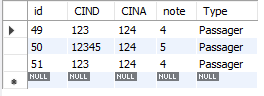 id CIND CINA note Type
49 123 124 4 Passager
50 12345 124 5 Passager
51 123 124 4 Passager
NULL NULL NULL NULL NULL